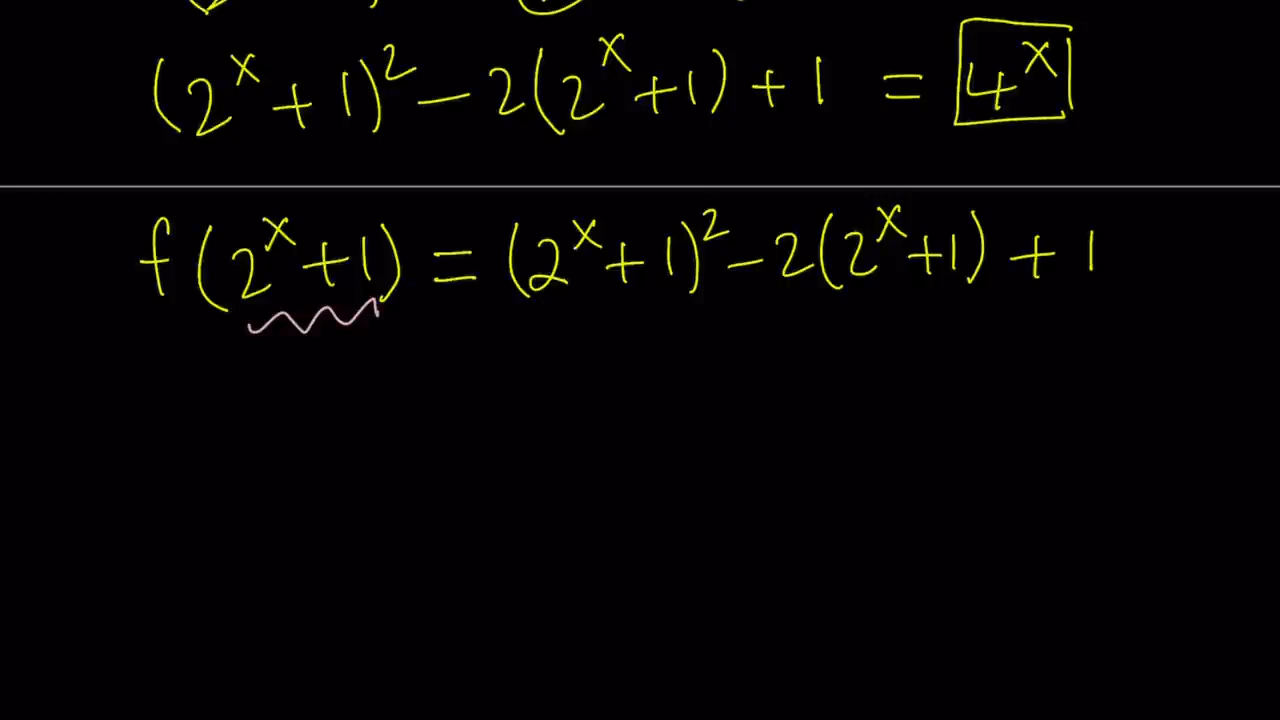 (2^x + 1)^2 - 2(2^x + 1) + 1 = 4^x
f(2^x + 1) = (2^x + 1)^2 - 2(2^x + 1) + 1